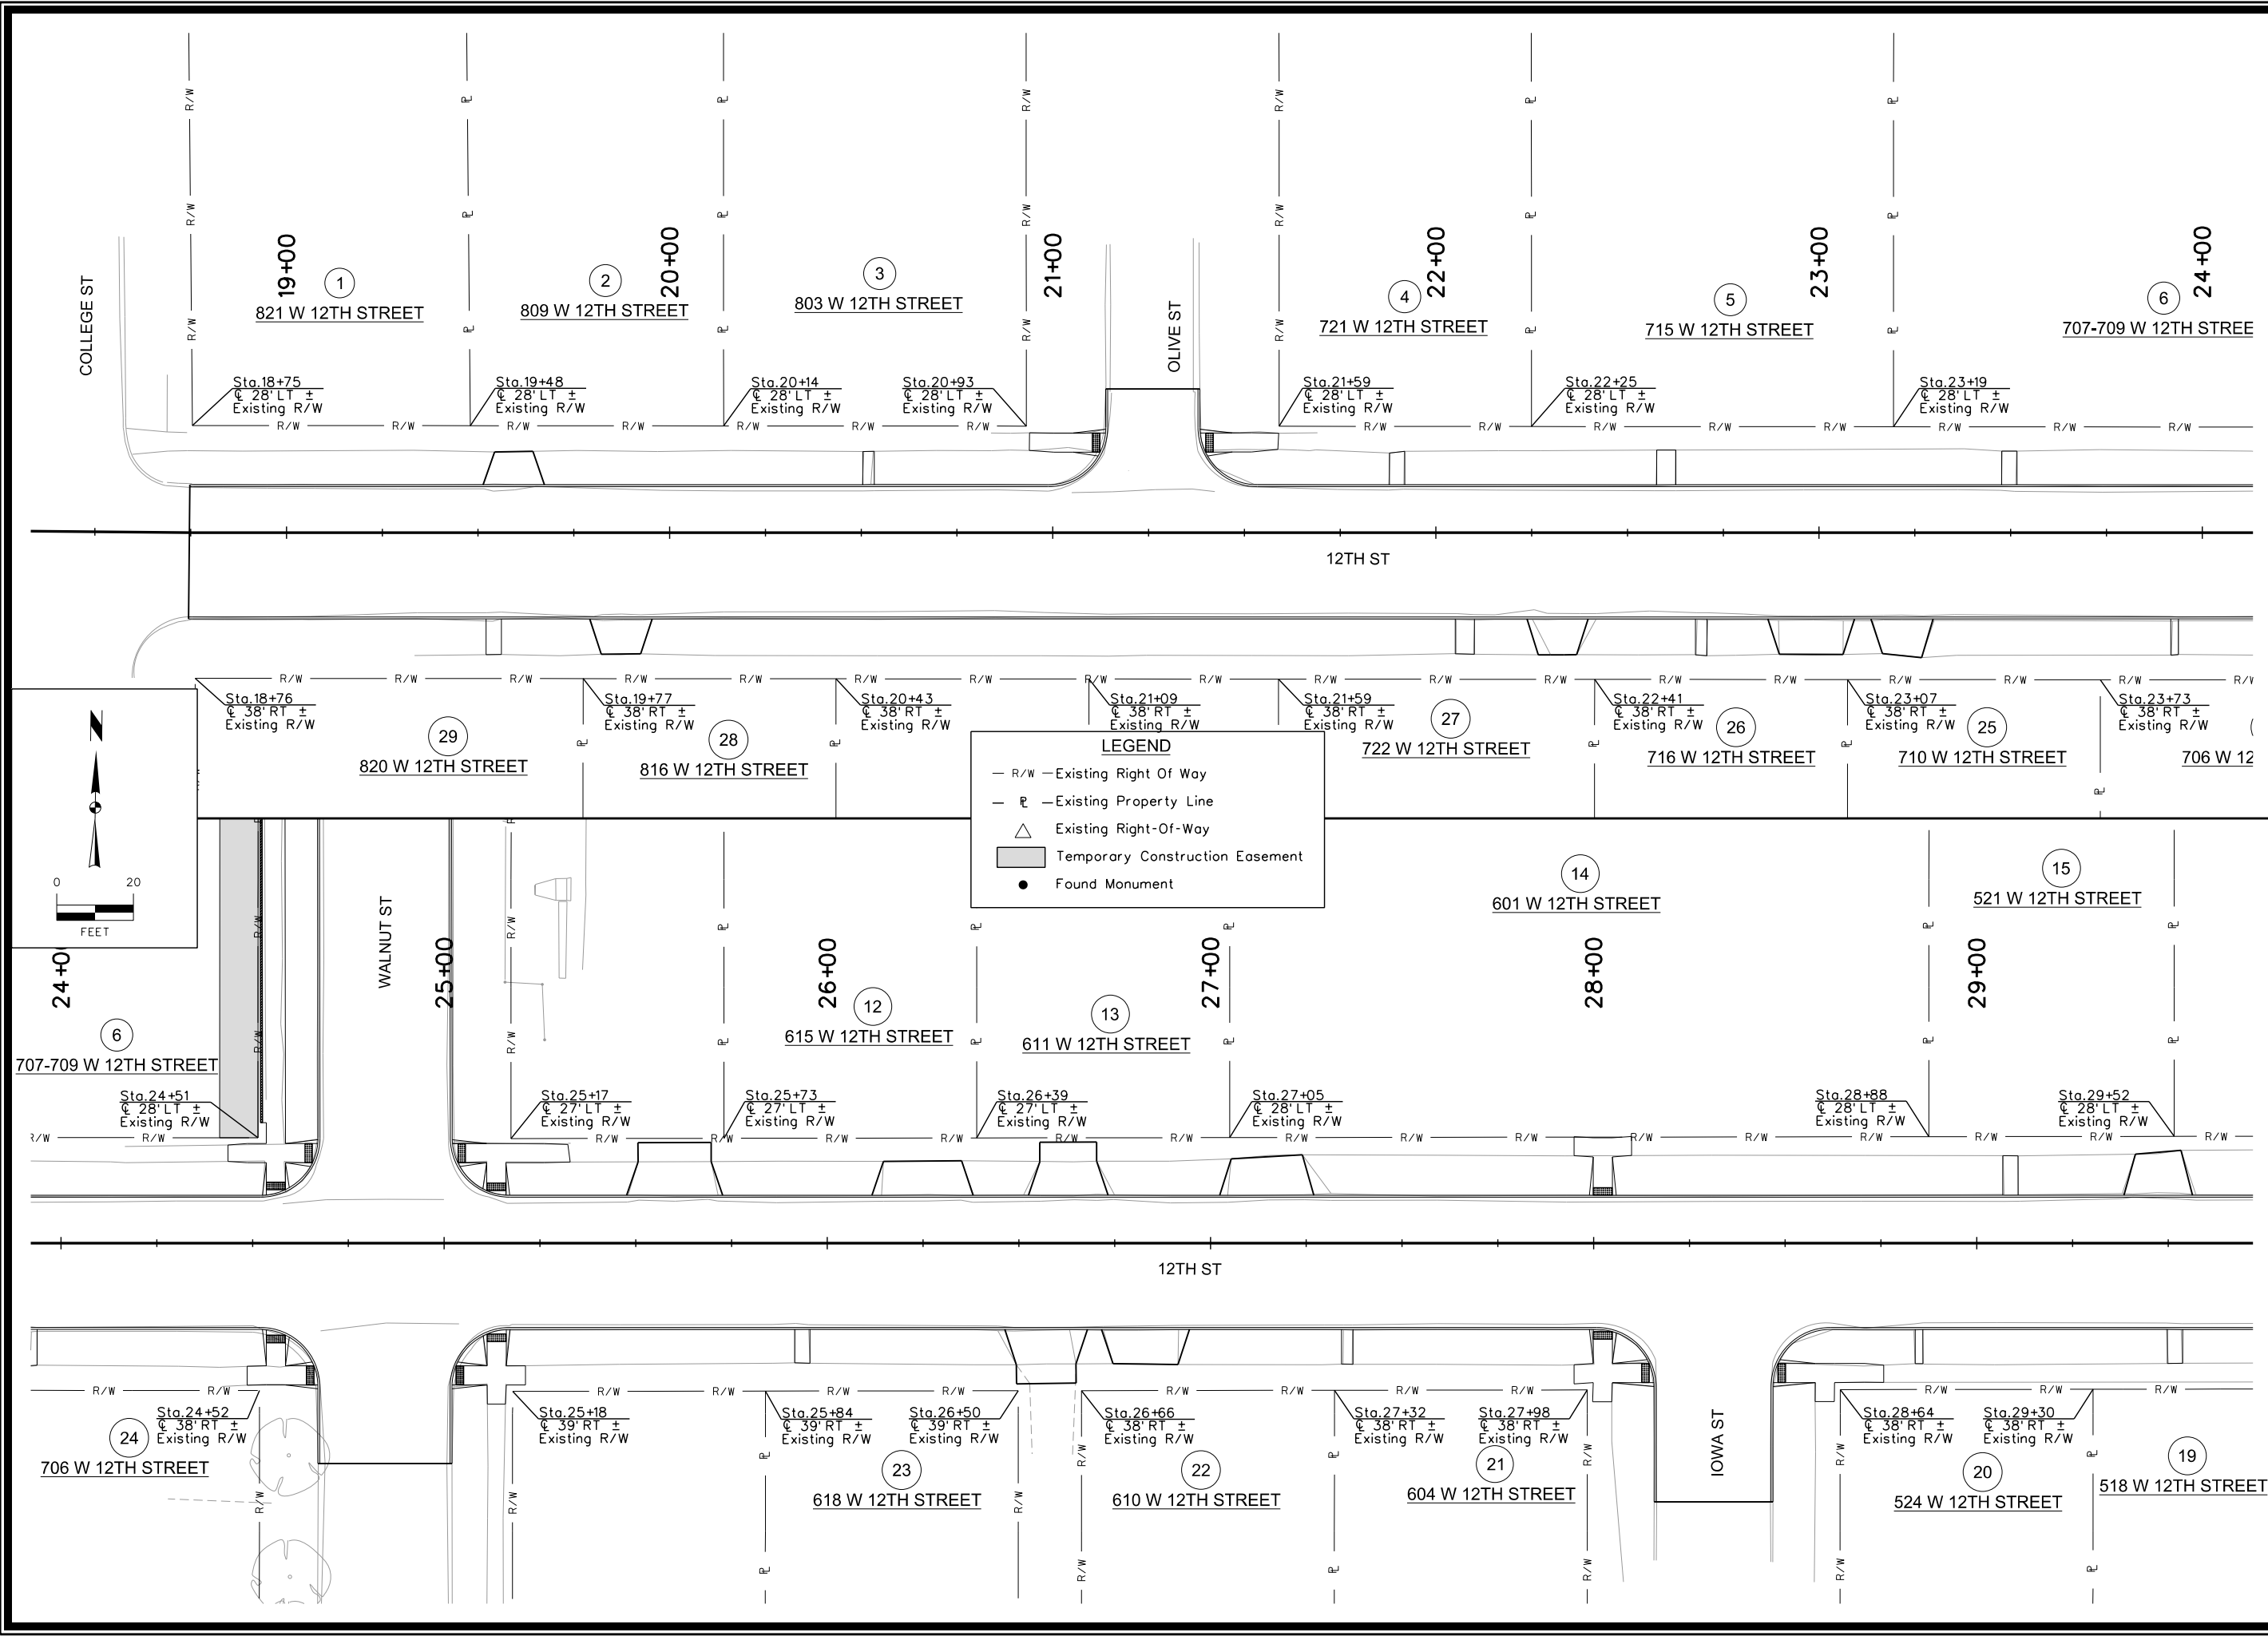 COLLEGE ST
19+00
20+00
21+00
22+00
23+00
24+00
OLIVE ST
1
821 W 12TH STREET
2
809 W 12TH STREET
3
803 W 12TH STREET
4
721 W 12TH STREET
5
715 W 12TH STREET
6
707-709 W 12TH STREE
Sta.18+75
℄ 28' LT ±
Existing R/W
Sta.19+48
℄ 28' LT ±
Existing R/W
Sta.20+14
℄ 28' LT ±
Existing R/W
Sta.20+93
℄ 28' LT ±
Existing R/W
Sta.21+59
℄ 28' LT ±
Existing R/W
Sta.22+25
℄ 28' LT ±
Existing R/W
Sta.23+19
℄ 28' LT ±
Existing R/W
R/W R/W R/W R/W R/W R/W R/W R/W R/W R/W R/W R/W R/W R/W R/W
12TH ST
R/W R/W R/W R/W R/W R/W R/W R/W R/W R/W R/W R/W R/W R/W R/W R/W R/W
Sta.18+76
℄ 38' RT ±
Existing R/W
Sta.19+77
℄ 38' RT ±
Existing R/W
Sta.20+43
℄ 38' RT ±
Existing R/W
Sta.21+09
℄ 38' RT ±
Existing R/W
Sta.21+59
℄ 38' RT ±
Existing R/W
Sta.22+41
℄ 38' RT ±
Existing R/W
Sta.23+07
℄ 38' RT ±
Existing R/W
Sta.23+73
℄ 38' RT ±
Existing R/W
29
820 W 12TH STREET
28
816 W 12TH STREET
27
722 W 12TH STREET
26
716 W 12TH STREET
25
710 W 12TH STREET
706 W 12
N
0 20
FEET
LEGEND
R/W Existing Right Of Way
℄ Existing Property Line
Existing Right-Of-Way
Temporary Construction Easement
Found Monument
WALNUT ST
24+0
25+00
26+00
27+00
28+00
29+00
6
707-709 W 12TH STREET
12
615 W 12TH STREET
13
611 W 12TH STREET
14
601 W 12TH STREET
15
521 W 12TH STREET
Sta.24+51
℄ 28' LT ±
Existing R/W
Sta.25+17
℄ 27' LT ±
Existing R/W
Sta.25+73
℄ 27' LT ±
Existing R/W
Sta.26+39
℄ 27' LT ±
Existing R/W
Sta.27+05
℄ 28' LT ±
Existing R/W
Sta.28+88
℄ 28' LT ±
Existing R/W
Sta.29+52
℄ 28' LT ±
Existing R/W
R/W R/W R/W R/W R/W R/W R/W R/W R/W R/W R/W R/W R/W R/W R/W R/W R/W
12TH ST
R/W R/W R/W R/W R/W R/W R/W R/W R/W R/W R/W R/W R/W
Sta.24+52
℄ 38' RT ±
Existing R/W
Sta.25+18
℄ 39' RT ±
Existing R/W
Sta.25+84
℄ 39' RT ±
Existing R/W
Sta.26+50
℄ 39' RT ±
Existing R/W
Sta.26+66
℄ 38' RT ±
Existing R/W
Sta.27+32
℄ 38' RT ±
Existing R/W
Sta.27+98
℄ 38' RT ±
Existing R/W
Sta.28+64
℄ 38' RT ±
Existing R/W
Sta.29+30
℄ 38' RT ±
Existing R/W
IOWA ST
24
706 W 12TH STREET
23
618 W 12TH STREET
22
610 W 12TH STREET
21
604 W 12TH STREET
20
524 W 12TH STREET
19
518 W 12TH STREET